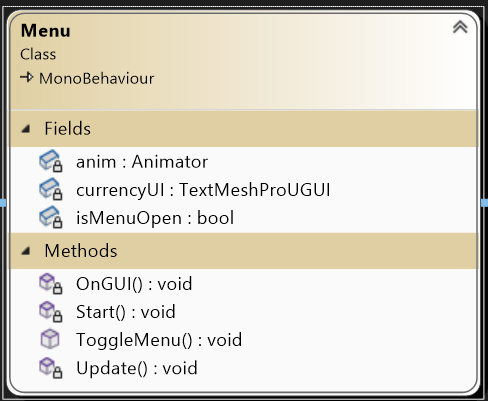 Menu
Class
MonoBehaviour
Fields
anim : Animator
currencyUI : TextMeshProUGUI
isMenuOpen : bool
Methods
OnGUI() : void
Start() : void
ToggleMenu() : void
Update() : void